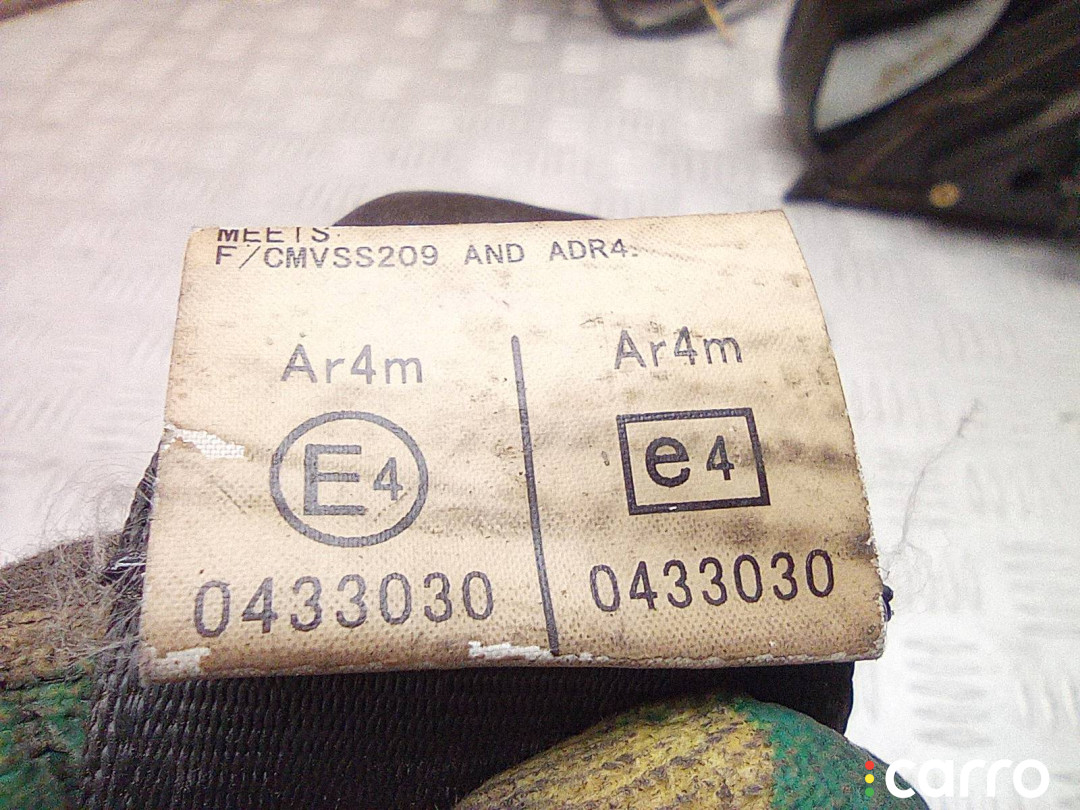 MEETS:
F/CMVSS209 AND ADR4.
Ar4m
E4
0433030
Ar4m
e4
0433030
carro